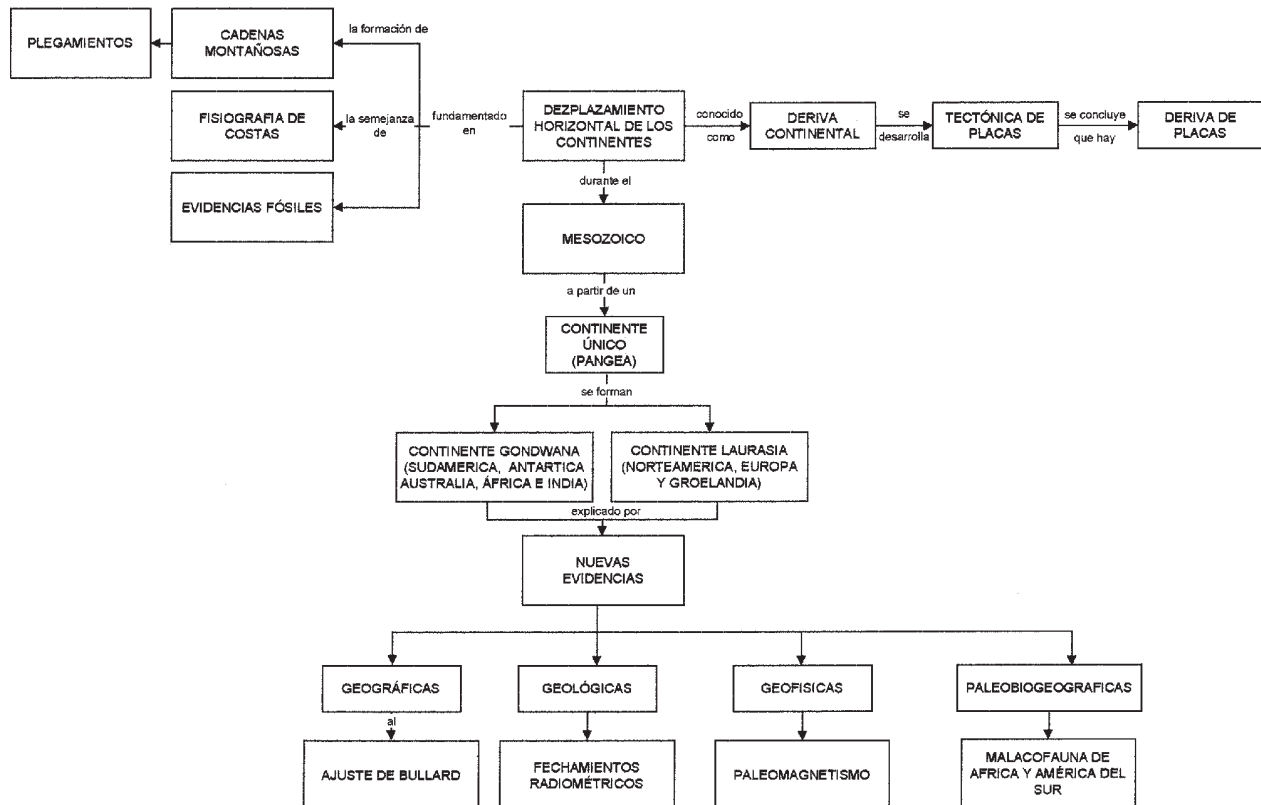 PLEGAMIENTOS
CADENAS
MONTAÑOSAS
la formación de
FISIOGRAFIA DE
COSTAS
la semejanza
de
fundamentado
en
EVIDENCIAS FÓSILES
DEZPLAZAMIENTO
HORIZONTAL DE LOS
CONTINENTES
conocido
como
DERIVA
CONTINENTAL
se
desarrolla
TECTÓNICA DE
PLACAS
se concluye
que hay
DERIVA DE
PLACAS
durante el
MESOZOICO
a partir de un
CONTINENTE
ÚNICO
(PANGEA)
se forman
CONTINENTE GONDWANA
(SUDAMERICA, ANTARTICA
AUSTRALIA, ÁFRICA E INDIA)
CONTINENTE LAURASIA
(NORTEAMERICA, EUROPA
Y GROELANDIA)
explicado por
NUEVAS
EVIDENCIAS
GEOGRÁFICAS
GEOLÓGICAS
GEOFISICAS
PALEOBIOGEOGRAFICAS
al
AJUSTE DE BULLARD
FECHAMIENTOS
RADIOMÉTRICOS
PALEOMAGNETISMO
MALACOFAUNA DE
AFRICA Y AMÉRICA DEL
SUR